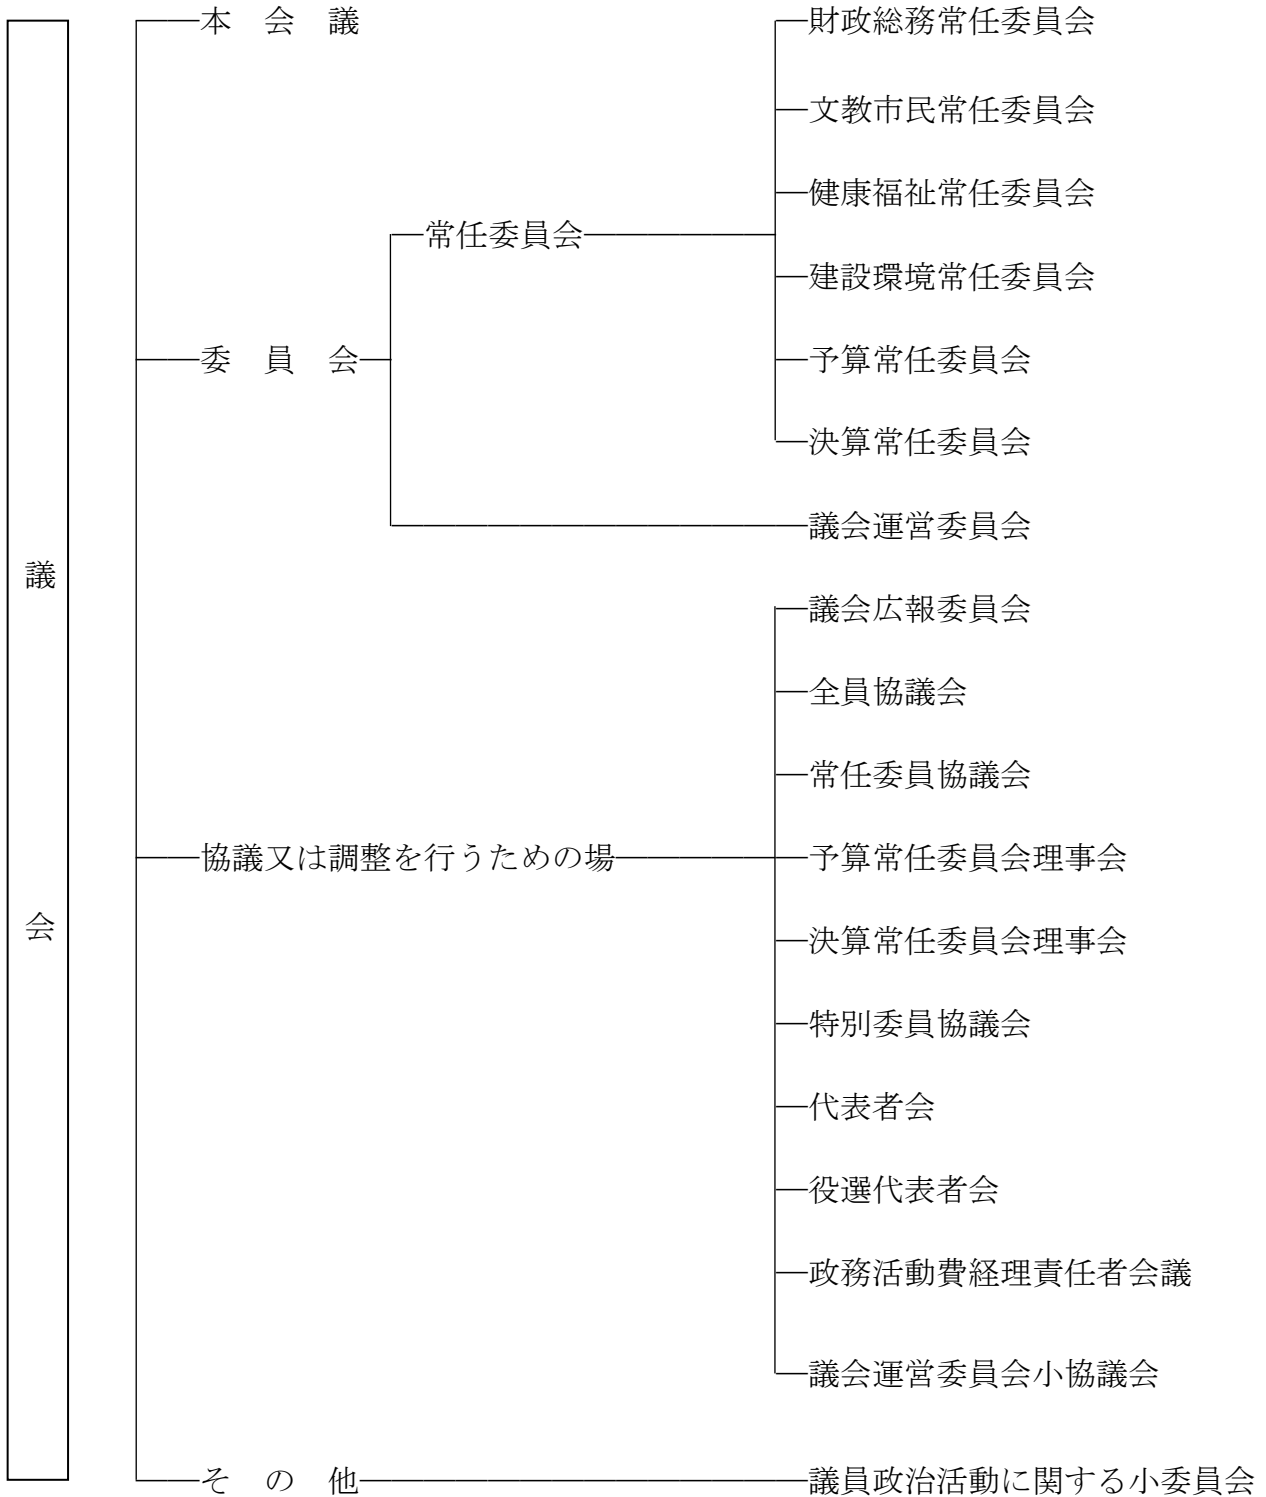 議会
本　会　議
委　員　会
常任委員会
財政総務常任委員会
文教市民常任委員会
健康福祉常任委員会
建設環境常任委員会
予算常任委員会
決算常任委員会
議会運営委員会
協議又は調整を行うための場
議会広報委員会
全員協議会
常任委員協議会
予算常任委員会理事会
決算常任委員会理事会
特別委員協議会
代表者会
役選代表者会
政務活動費経理責任者会議
議会運営委員会小協議会
そ　の　他
議員政治活動に関する小委員会